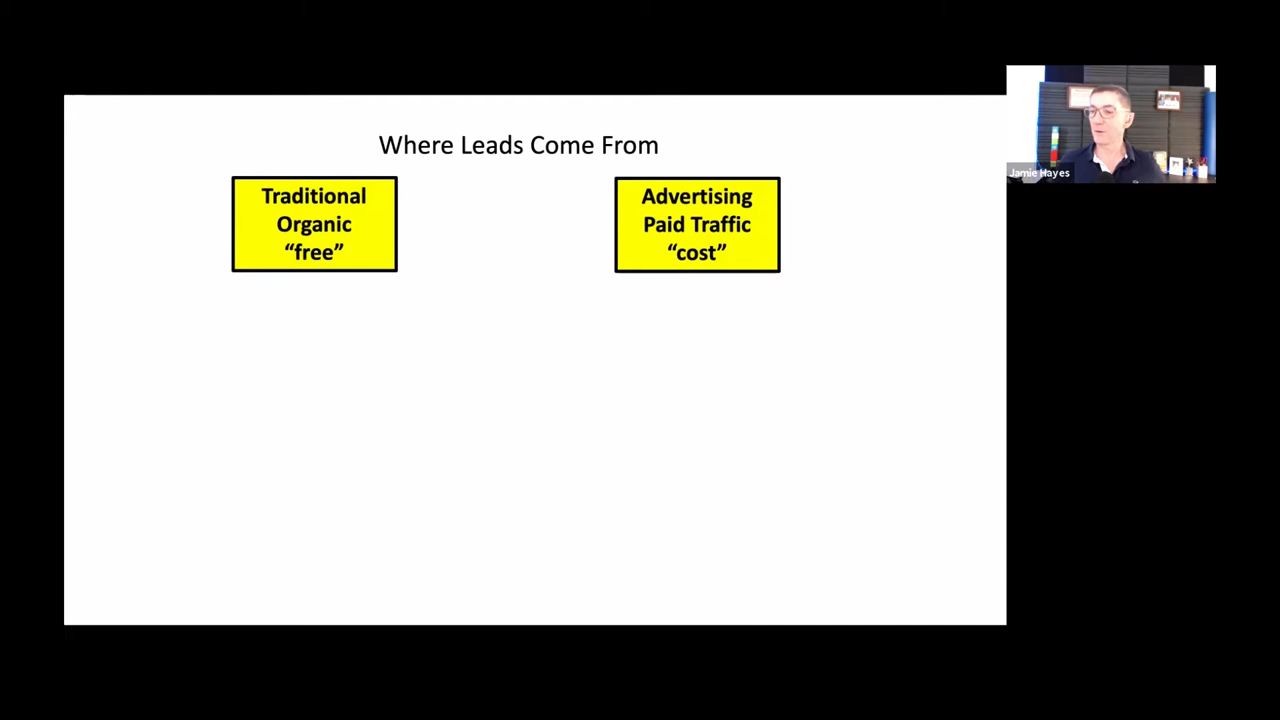 Where Leads Come From
Traditional
Organic
“free”
Advertising
Paid Traffic
“cost”
Jamie Hayes